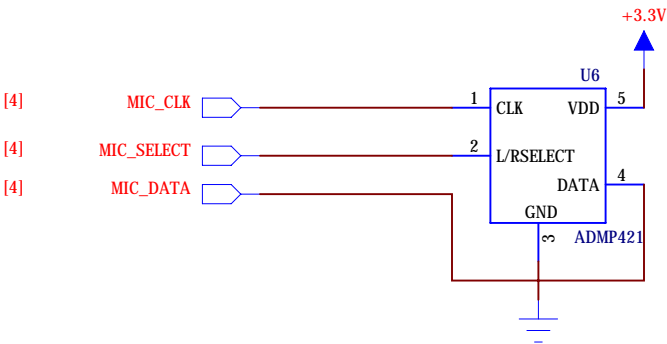 +3.3V
U6
[4] MIC_CLK 1 CLK VDD 5
[4] MIC_SELECT 2 L/RSELECT
[4] MIC_DATA DATA 4
GND
3 ADMP421